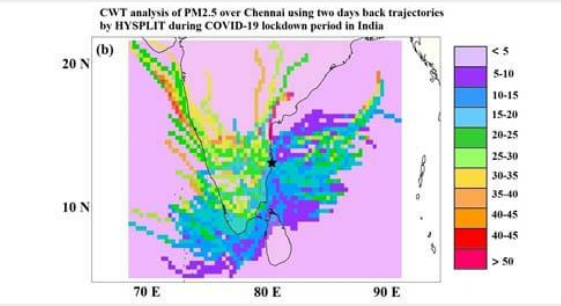 CWT analysis of PM2.5 over Chennai using two days back trajectories
by HYSPLIT during COVID-19 lockdown period in India
(b)
20 N
10 N
70 E
80 E
90 E
< 5
5-10
10-15
15-20
20-25
25-30
30-35
35-40
40-45
40-45
> 50